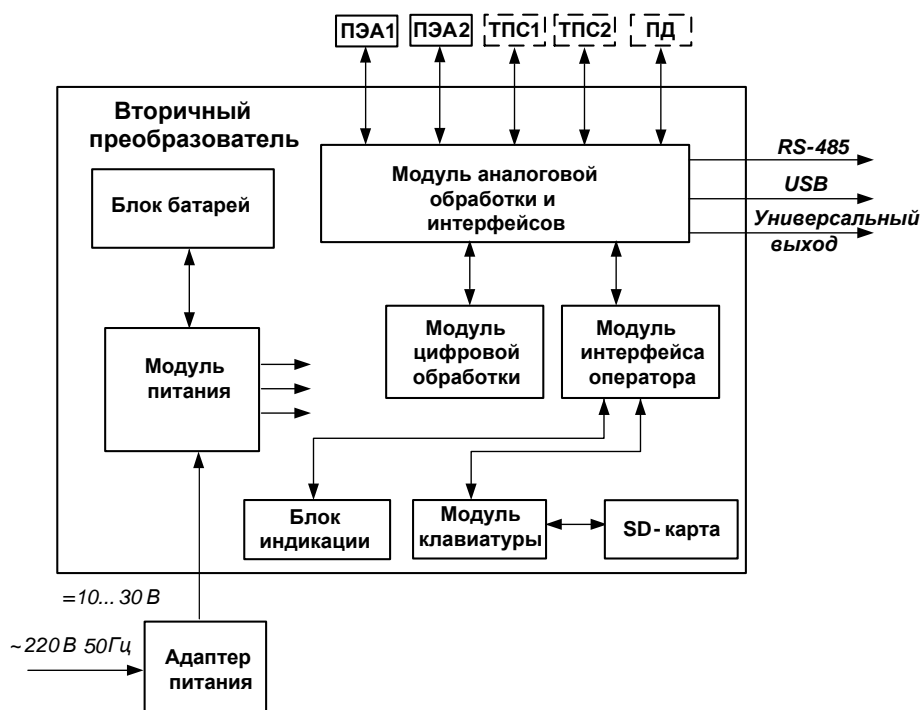 ПЭА1 ПЭА2 ТПС1 ТПС2 ПД
Вторичный
преобразователь
Модуль аналоговой
обработки и
интерфейсов
RS-485
USB
Универсальный
выход
Блок батарей
Модуль
питания
Модуль
цифровой
обработки
Модуль
интерфейса
оператора
Блок
индикации
Модуль
клавиатуры
SD-карта
=10...30 В
~220 В 50Гц
Адаптер
питания